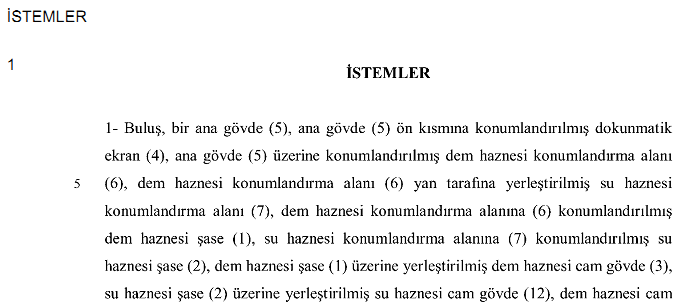 İSTEMLER
1
İSTEMLER
1- Buluş, bir ana gövde (5), ana gövde (5) ön kısmına konumlandırılmış dokunmatik
ekran (4), ana gövde (5) üzerine konumlandırılmış dem haznesi konumlandırma alanı
5 (6), dem haznesi konumlandırma alanı (6) yan tarafına yerleştirilmiş su haznesi
konumlandırma alanı (7), dem haznesi konumlandırma alanına (6) konumlandırılmış
dem haznesi şase (1), su haznesi konumlandırma alanına (7) konumlandırılmış su
haznesi şase (2), dem haznesi şase (1) üzerine yerleştirilmiş dem haznesi cam gövde (3),
su haznesi şase (2) üzerine yerleştirilmiş su haznesi cam gövde (12), dem haznesi cam